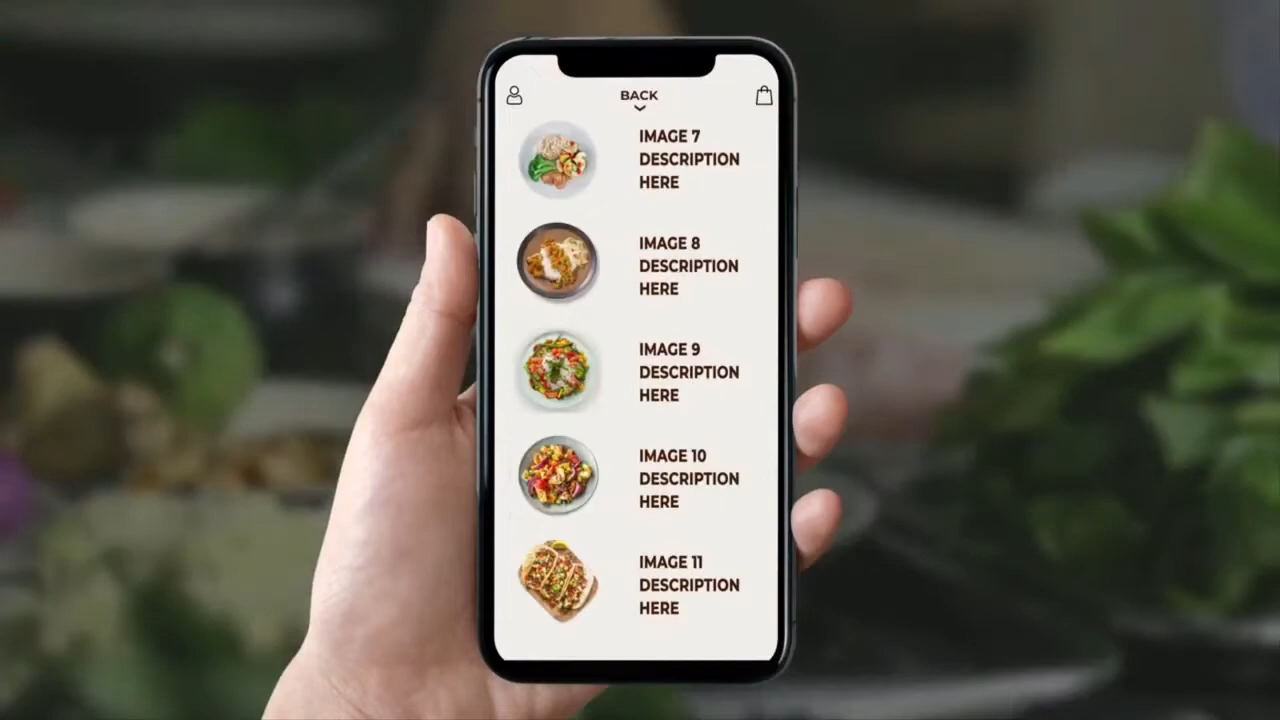 BACK
IMAGE 7
DESCRIPTION
HERE
IMAGE 8
DESCRIPTION
HERE
IMAGE 9
DESCRIPTION
HERE
IMAGE 10
DESCRIPTION
HERE
IMAGE 11
DESCRIPTION
HERE